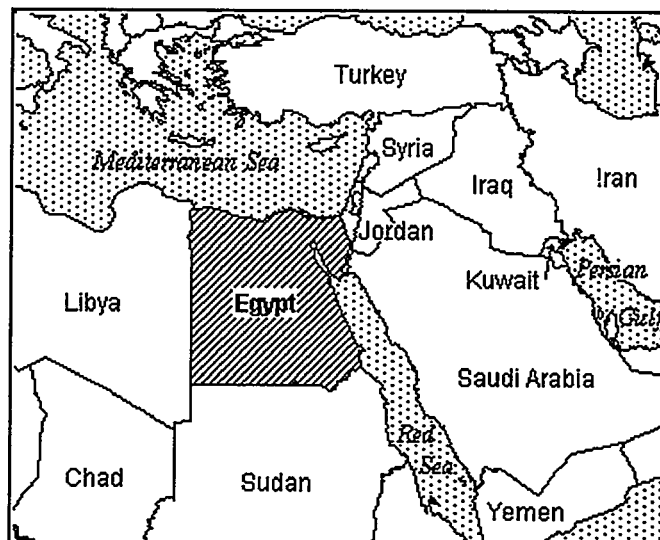 Turkey
Syria
Mediterranean Sea
Iraq
Iran
Jordan
Kuwait
Persian
Gulf
Libya
Egypt
Saudi Arabia
Red
Sea
Chad
Sudan
Yemen